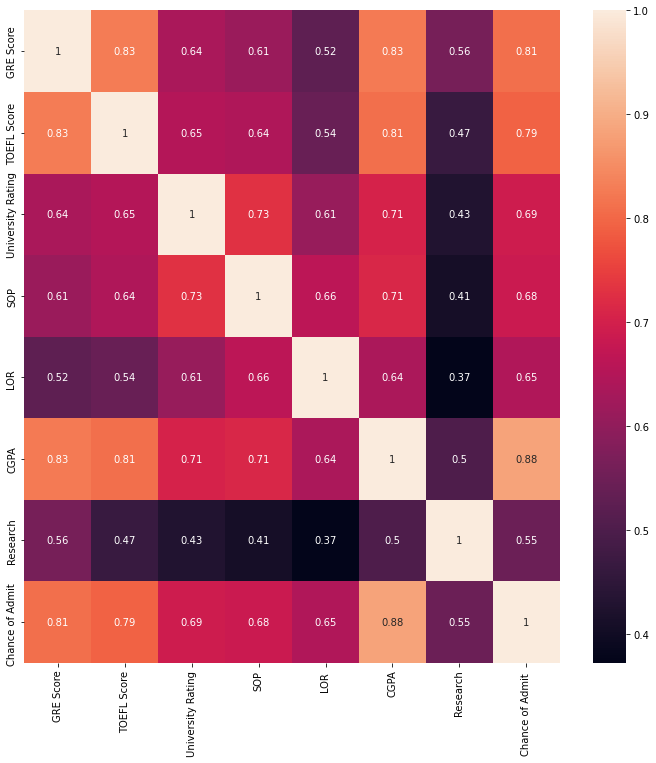 GRE Score 1 0.83 0.64 0.61 0.52 0.83 0.56 0.81
TOEFL Score 0.83 1 0.65 0.64 0.54 0.81 0.47 0.79
University Rating 0.64 0.65 1 0.73 0.61 0.71 0.43 0.69
SOP 0.61 0.64 0.73 1 0.66 0.71 0.41 0.68
LOR 0.52 0.54 0.61 0.66 1 0.64 0.37 0.65
CGPA 0.83 0.81 0.71 0.71 0.64 1 0.5 0.88
Research 0.56 0.47 0.43 0.41 0.37 0.5 1 0.55
Chance of Admit 0.81 0.79 0.69 0.68 0.65 0.88 0.55 1
GRE Score
TOEFL Score
University Rating
SOP
LOR
CGPA
Research
Chance of Admit
1.0
0.9
0.8
0.7
0.6
0.5
0.4